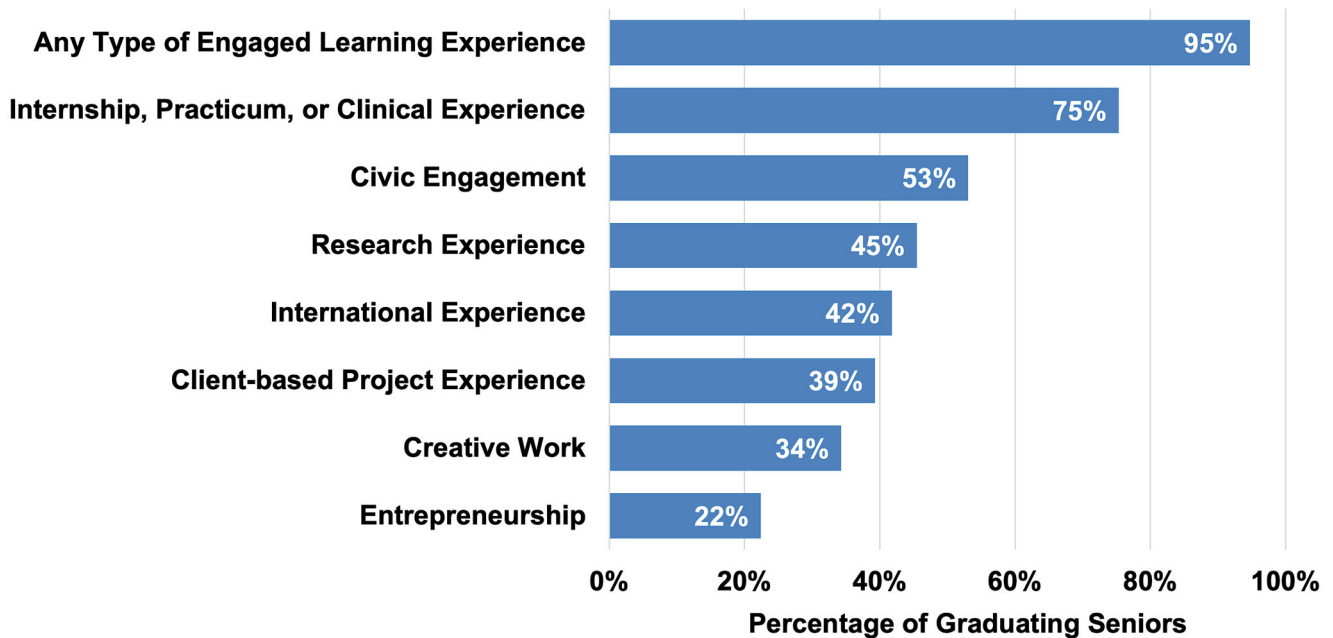 Any Type of Engaged Learning Experience 95%
Internship, Practicum, or Clinical Experience 75%
Civic Engagement 53%
Research Experience 45%
International Experience 42%
Client-based Project Experience 39%
Creative Work 34%
Entrepreneurship 22%
0% 20% 40% 60% 80% 100%
Percentage of Graduating Seniors